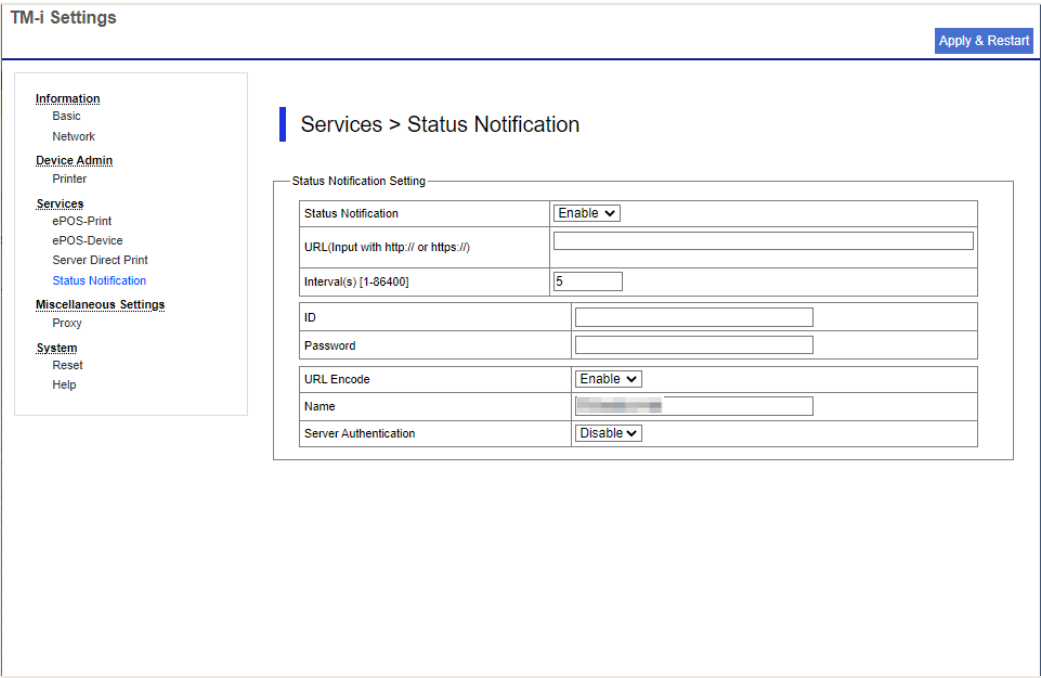 TM-i Settings
Apply & Restart
Information
Basic
Network
Device Admin
Printer
Services
ePOS-Print
ePOS-Device
Server Direct Print
Status Notification
Miscellaneous Settings
Proxy
System
Reset
Help
Services > Status Notification
Status Notification Setting
Status Notification Enable
URL(Input with http:// or https://)
Interval(s) [1-86400] 5
ID
Password
URL Encode Enable
Name
Server Authentication Disable